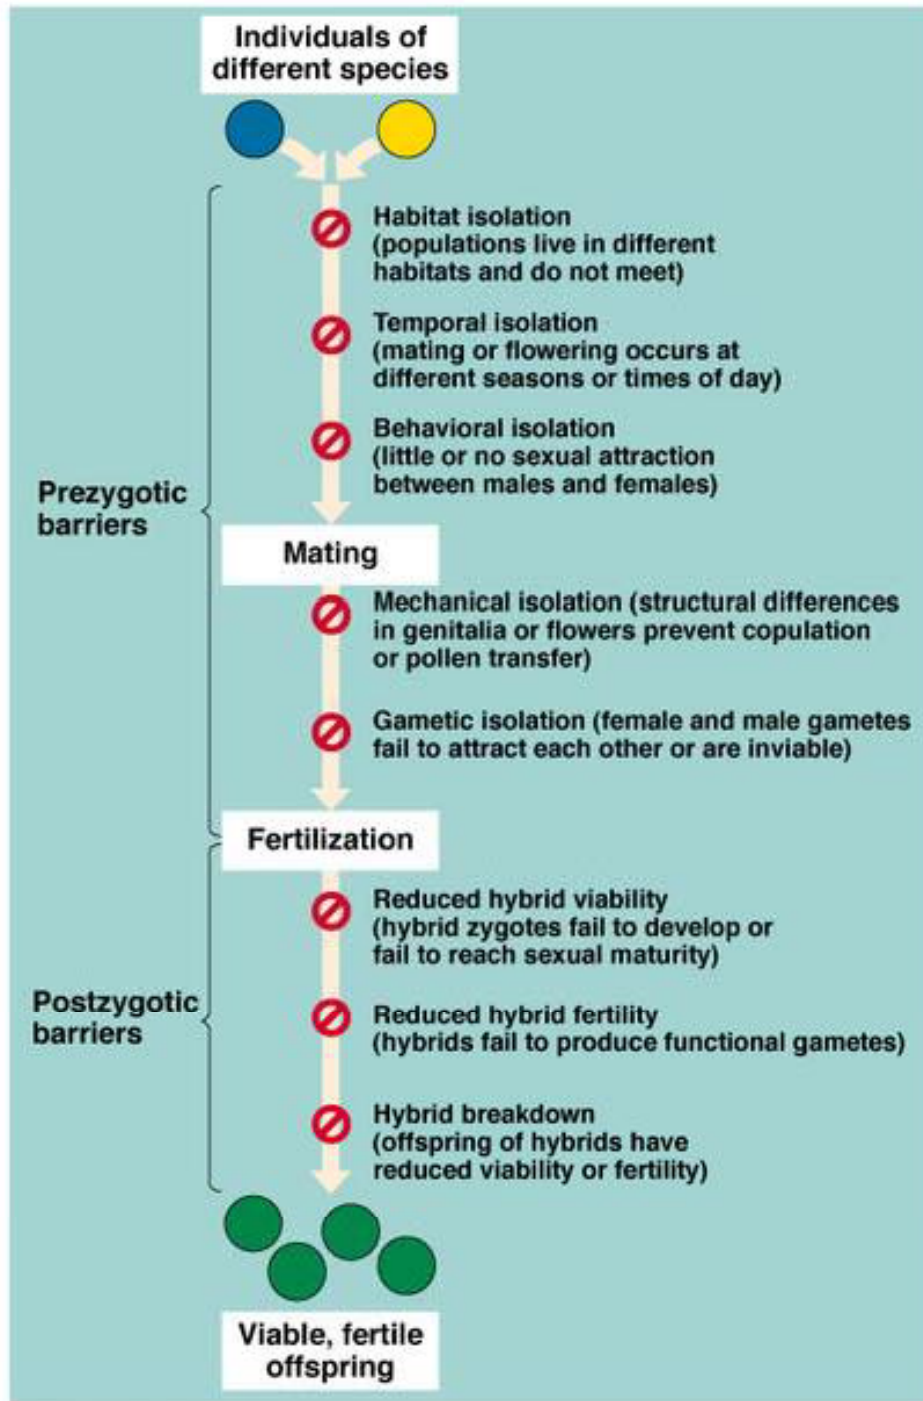 Individuals of
different species
Habitat isolation
(populations live in different
habitats and do not meet)
Temporal isolation
(mating or flowering occurs at
different seasons or times of day)
Behavioral isolation
(little or no sexual attraction
between males and females)
Prezygotic
barriers
Mating
Mechanical isolation (structural differences
in genitalia or flowers prevent copulation
or pollen transfer)
Gametic isolation (female and male gametes
fail to attract each other or are inviable)
Fertilization
Reduced hybrid viability
(hybrid zygotes fail to develop or
fail to reach sexual maturity)
Postzygotic
barriers
Reduced hybrid fertility
(hybrids fail to produce functional gametes)
Hybrid breakdown
(offspring of hybrids have
reduced viability or fertility)
Viable, fertile
offspring